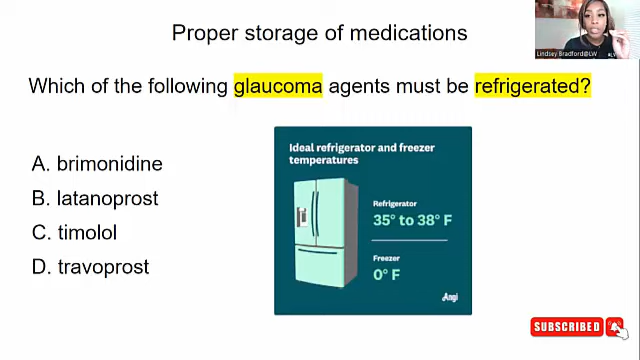 Proper storage of medications
Lindsey Bradford@LW
Which of the following glaucoma agents must be refrigerated?
A. brimonidine
B. latanoprost
C. timolol
D. travoprost
Ideal refrigerator and freezer
temperatures
Refrigerator
35° to 38° F
Freezer
0° F
Angi
SUBSCRIBED